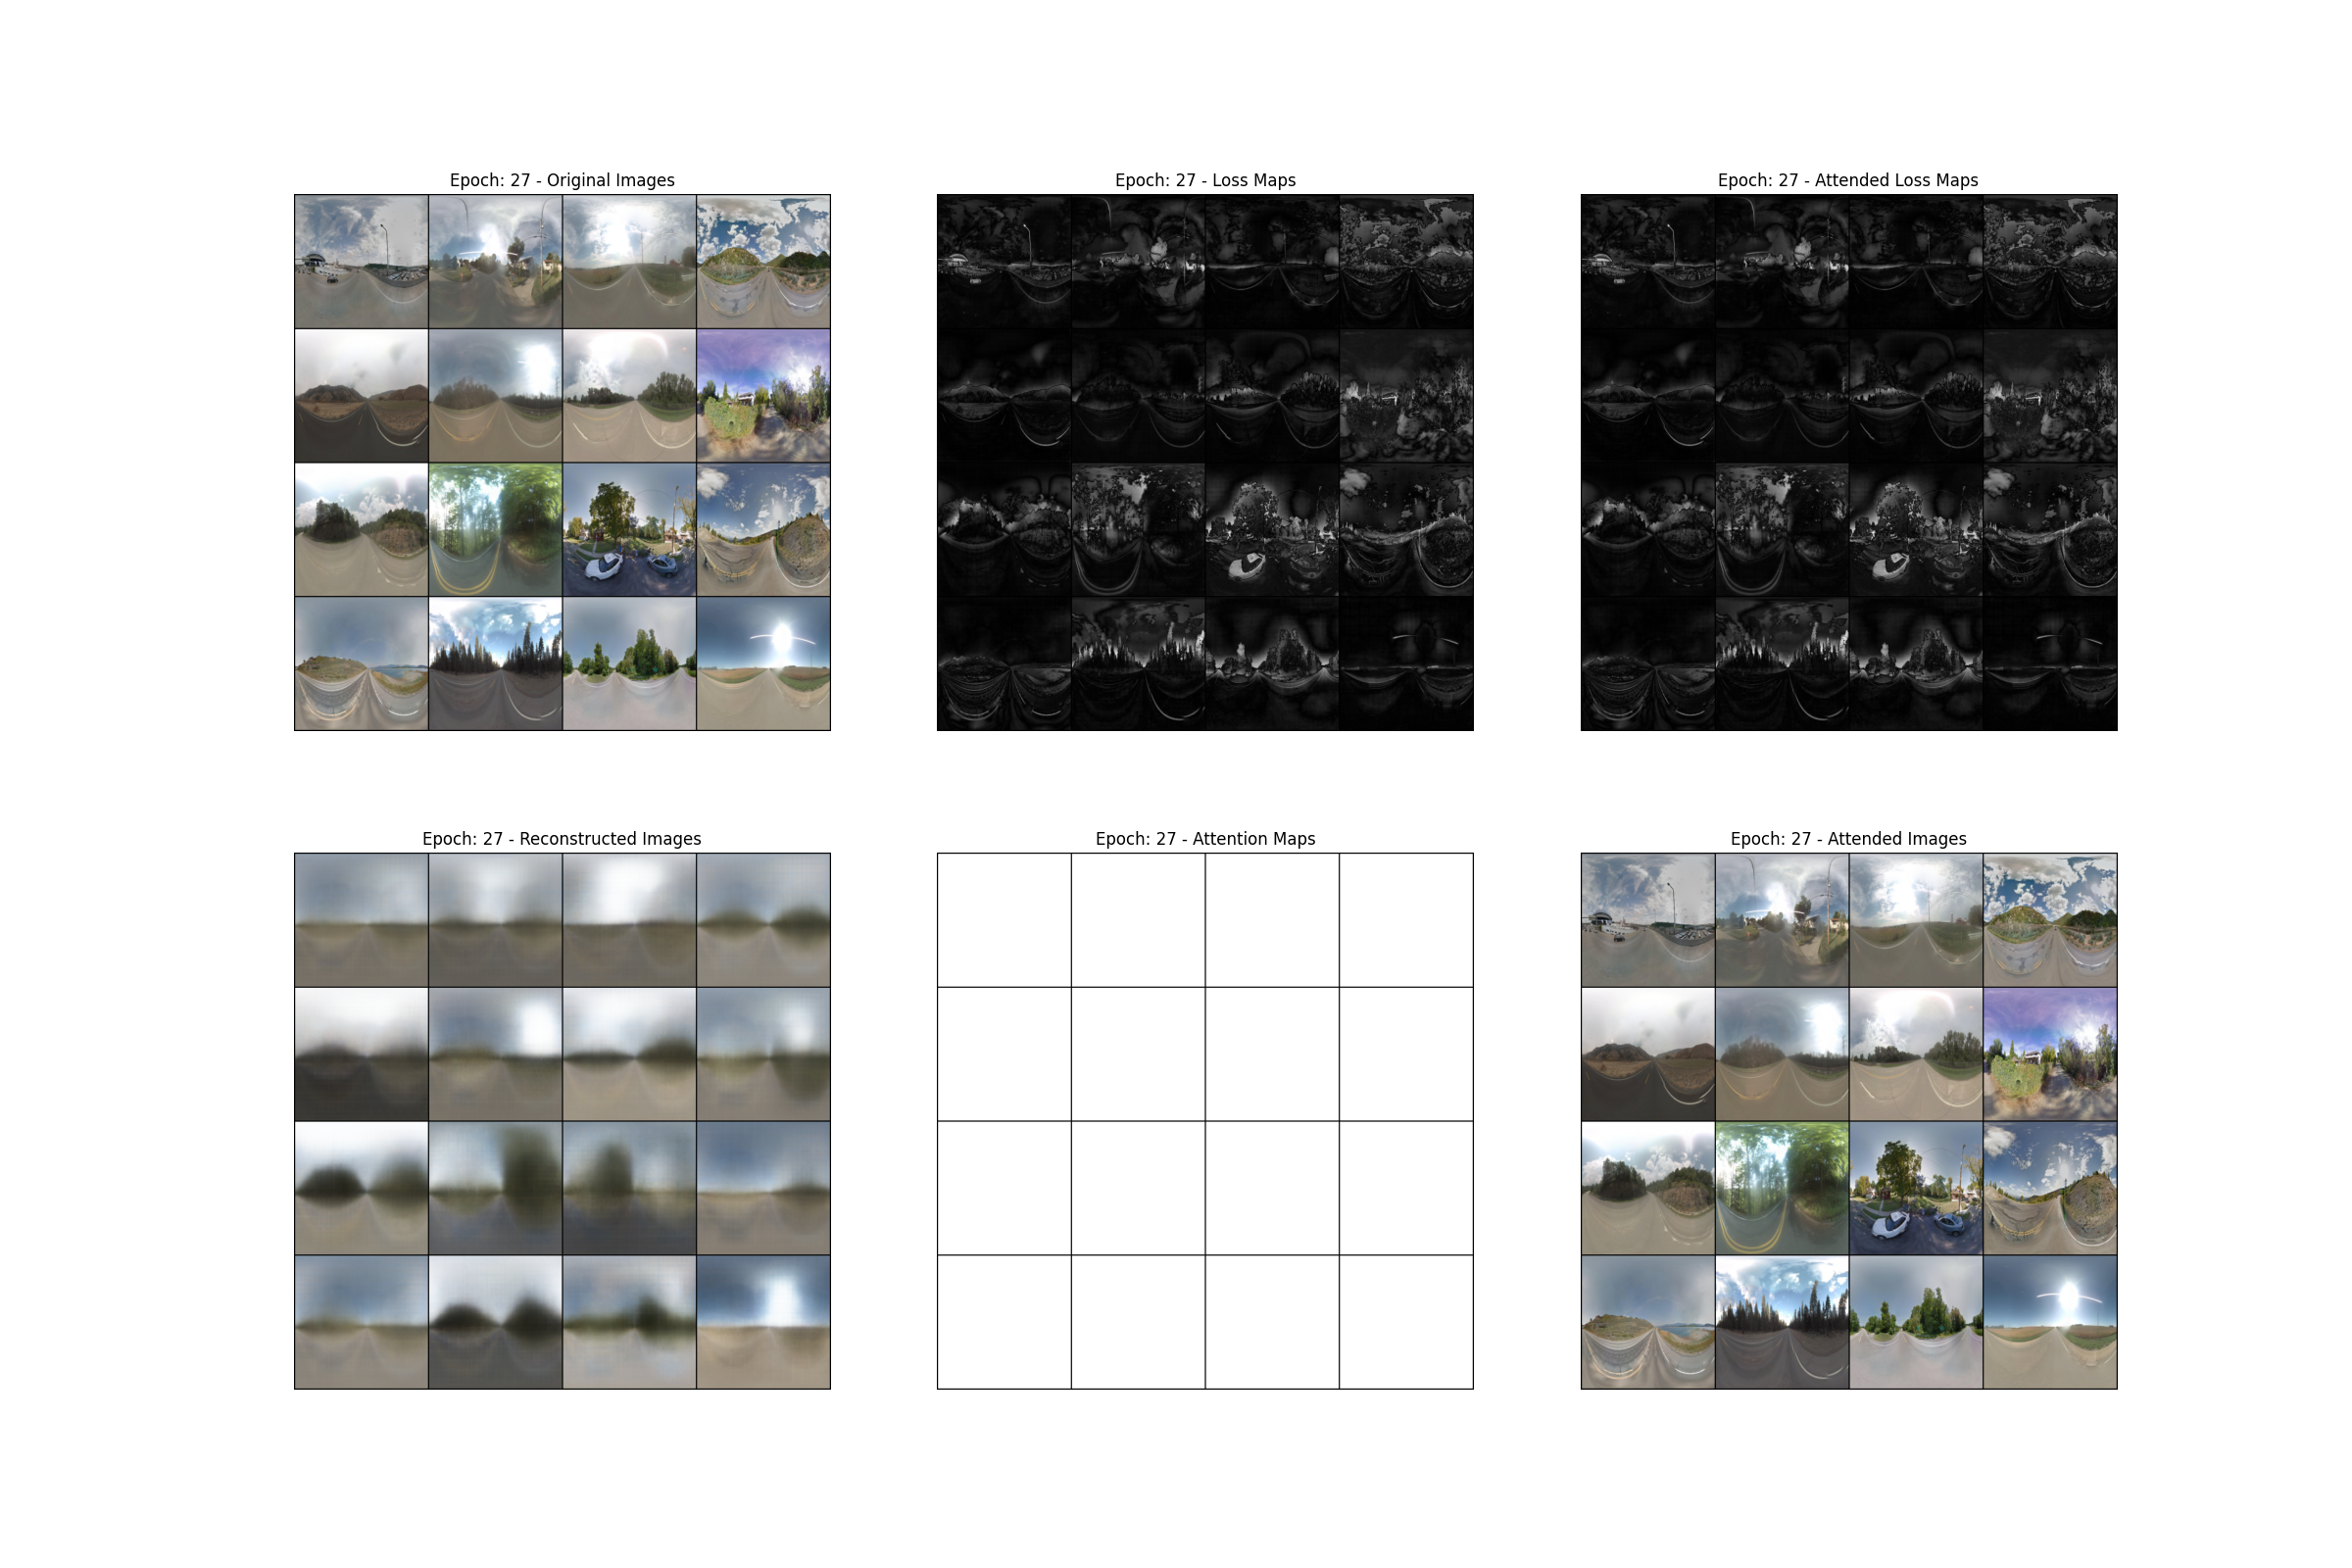 Epoch: 27 - Original Images
Epoch: 27 - Loss Maps
Epoch: 27 - Attended Loss Maps
Epoch: 27 - Reconstructed Images
Epoch: 27 - Attention Maps
Epoch: 27 - Attended Images